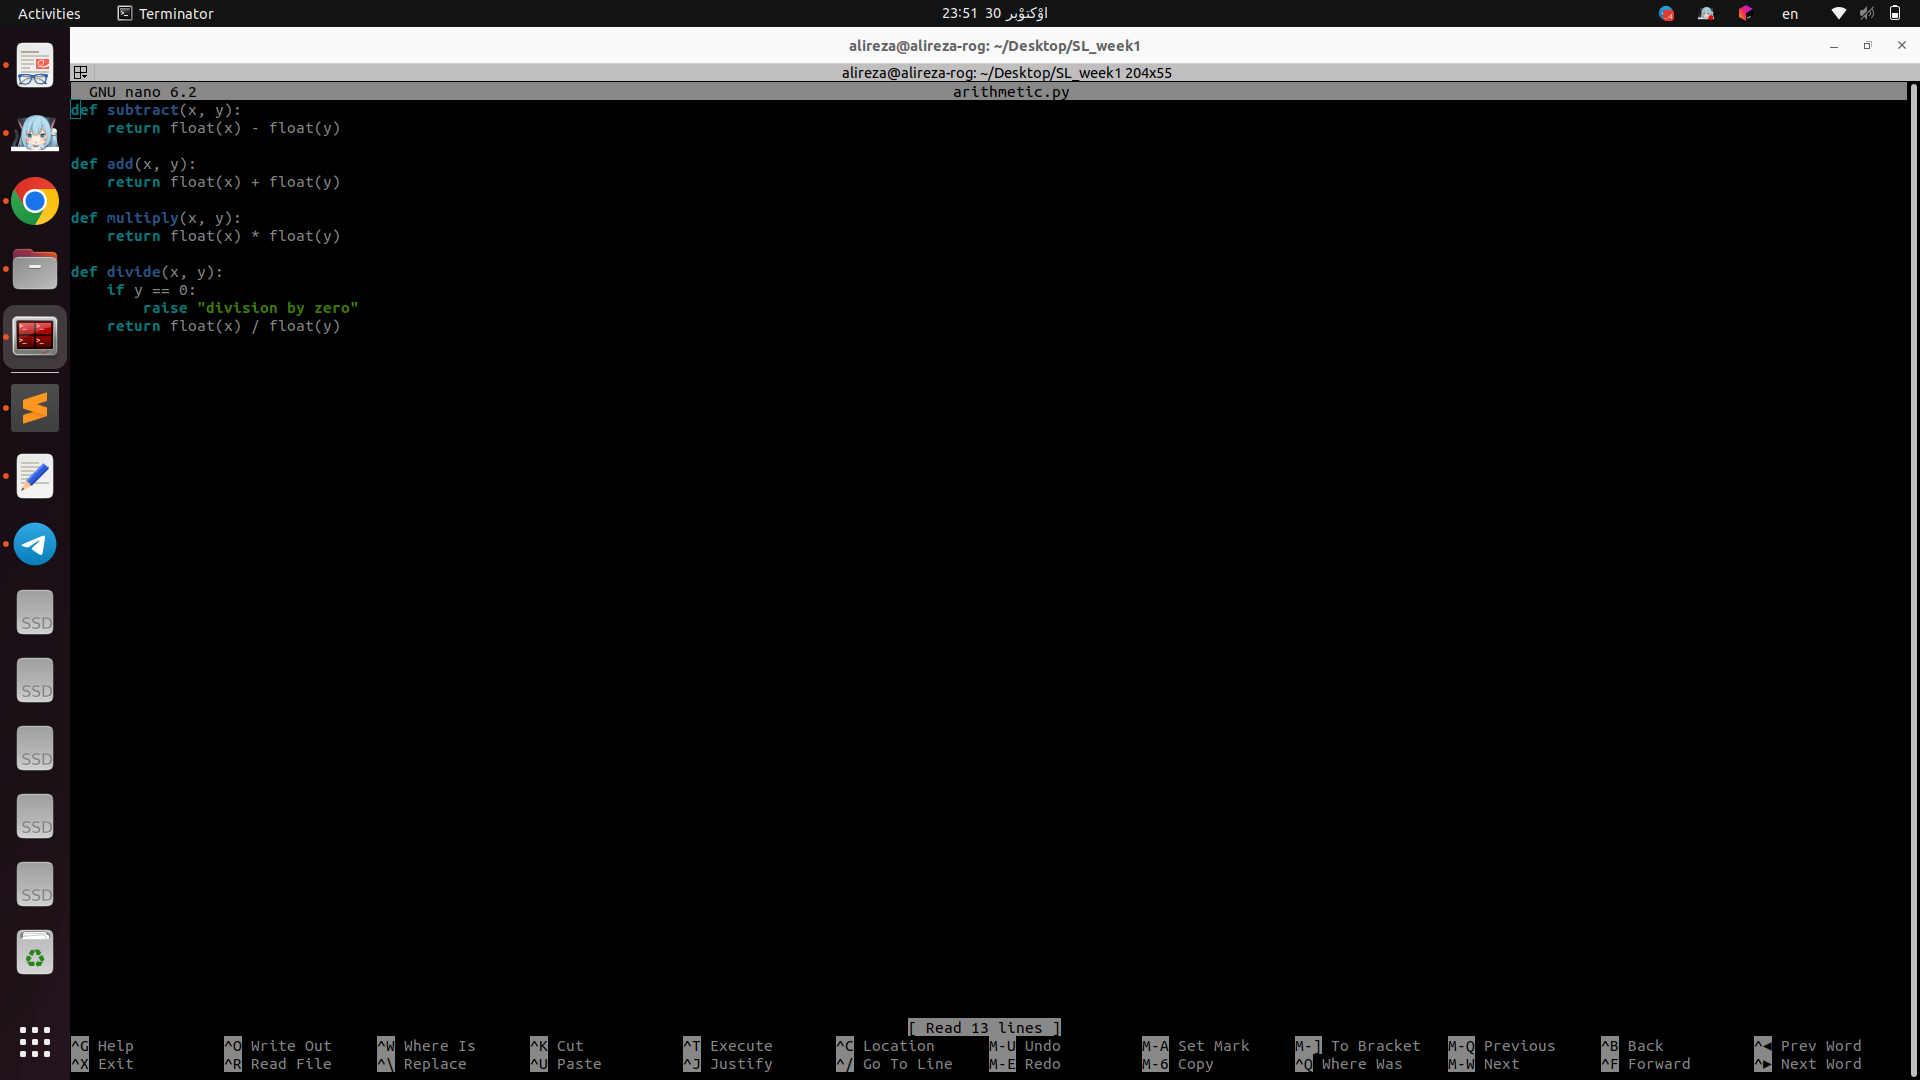 Activities
Terminator
23:51 30 اؤکتوْبر
en
alireza@alireza-rog: ~/Desktop/SL_week1
alireza@alireza-rog: ~/Desktop/SL_week1 204x55
GNU nano 6.2 arithmetic.py
def subtract(x, y):
    return float(x) - float(y)
def add(x, y):
    return float(x) + float(y)
def multiply(x, y):
    return float(x) * float(y)
def divide(x, y):
    if y == 0:
        raise "division by zero"
    return float(x) / float(y)
SSD
SSD
SSD
SSD
SSD
[ Read 13 lines ]
^G Help ^O Write Out ^W Where Is ^K Cut ^T Execute ^C Location M-U Undo M-A Set Mark M-] To Bracket M-Q Previous ^B Back ^◂ Prev Word
^X Exit ^R Read File ^\ Replace ^U Paste ^J Justify ^/ Go To Line M-E Redo M-6 Copy ^Q Where Was M-W Next ^F Forward ^▸ Next Word